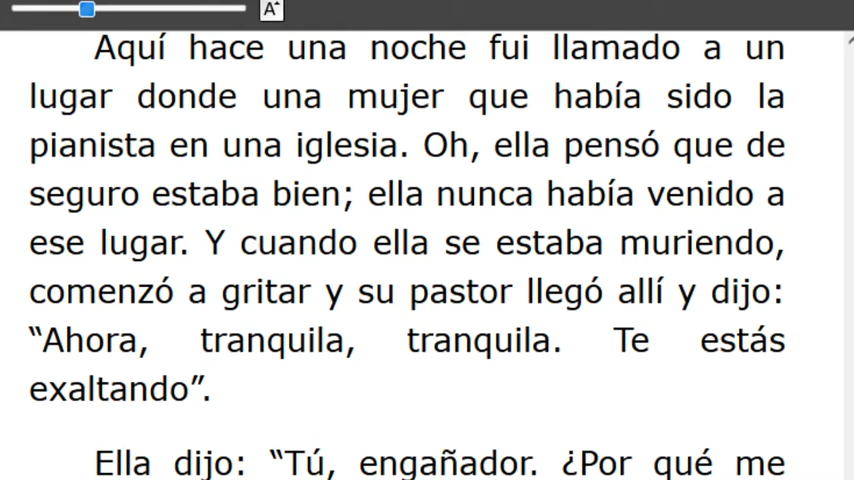 A
Aquí hace una noche fui llamado a un
lugar donde una mujer que había sido la
pianista en una iglesia. Oh, ella pensó que de
seguro estaba bien; ella nunca había venido a
ese lugar. Y cuando ella se estaba muriendo,
comenzó a gritar y su pastor llegó allí y dijo:
“Ahora, tranquila, tranquila. Te estás
exaltando”.
Ella dijo: “Tú, engañador. ¿Por qué me